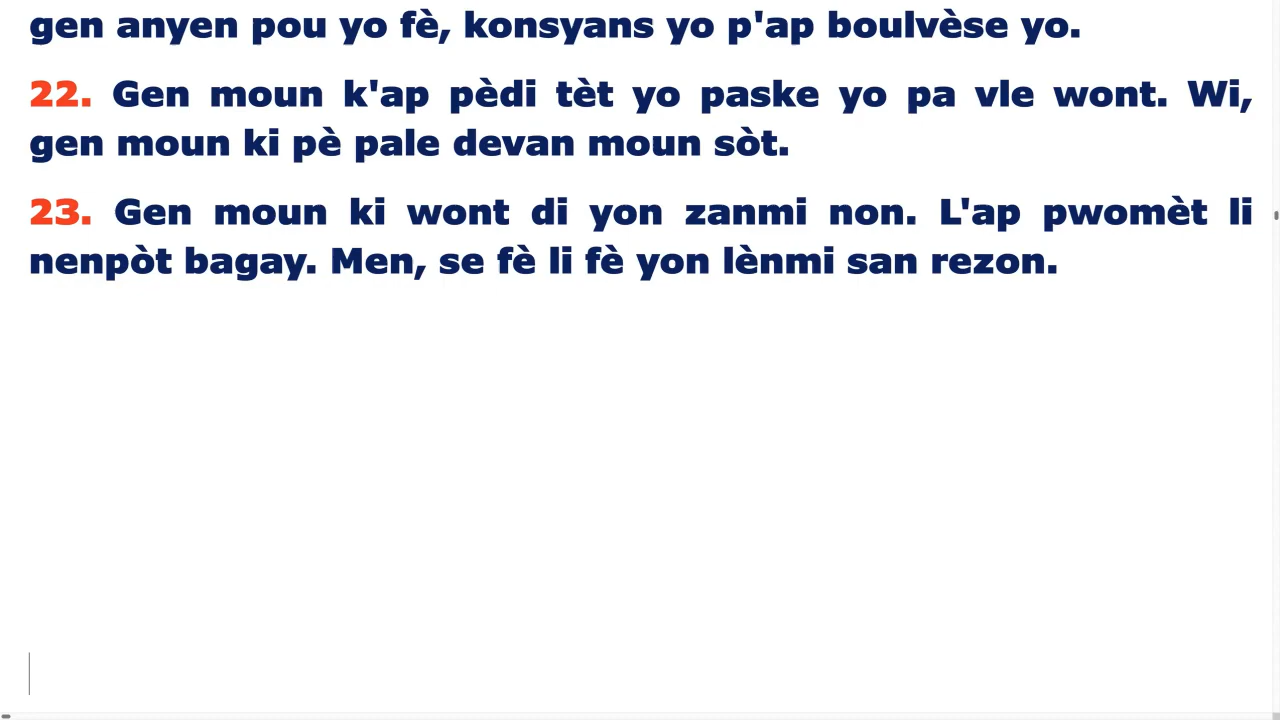 gen anyen pou yo fè, konsyans yo p'ap boulvèse yo.
22. Gen moun k'ap pèdi tèt yo paske yo pa vle wont. Wi,
gen moun ki pè pale devan moun sòt.
23. Gen moun ki wont di yon zanmi non. L'ap pwomèt li
nenpòt bagay. Men, se fè li fè yon lènmi san rezon.